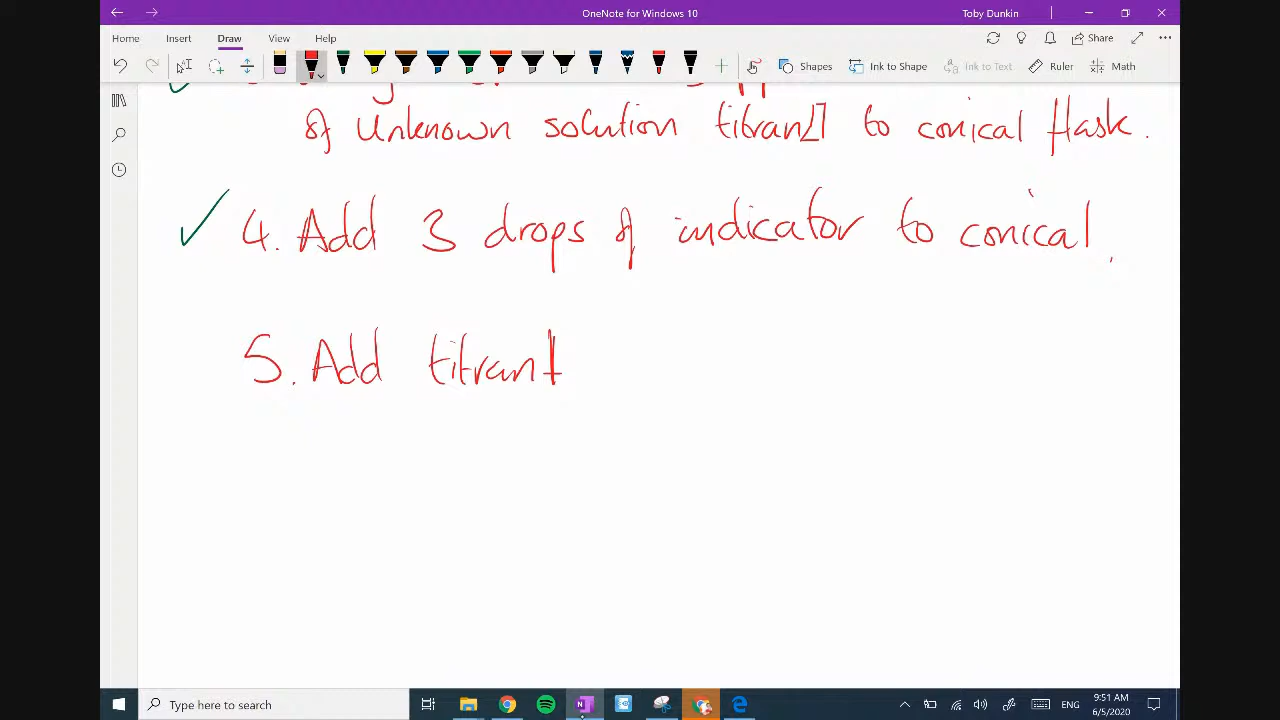 OneNote for Windows 10
Toby Dunkin
Home Insert Draw View Help
Share
Shapes Ink to Shape Ink to Text Ruler Math
of unknown solution titrant] to conical flask.
4. Add 3 drops of indicator to conical,
5. Add titrant
Type here to search
ENG
9:51 AM
6/5/2020